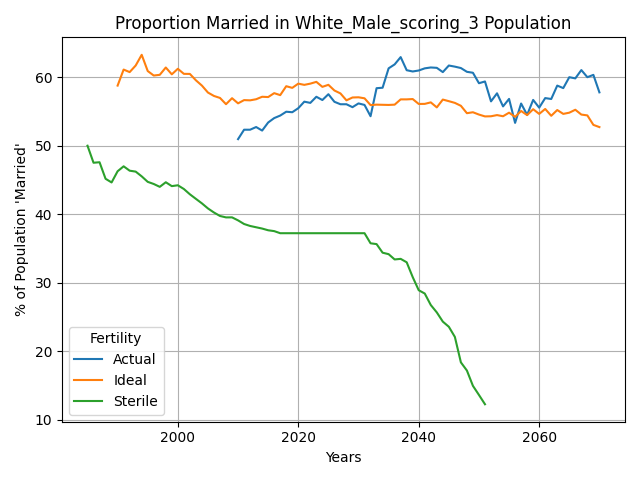 Proportion Married in White_Male_scoring_3 Population
% of Population 'Married'
60
50
40
30
20
10
Fertility
Actual
Ideal
Sterile
2000 2020 2040 2060
Years